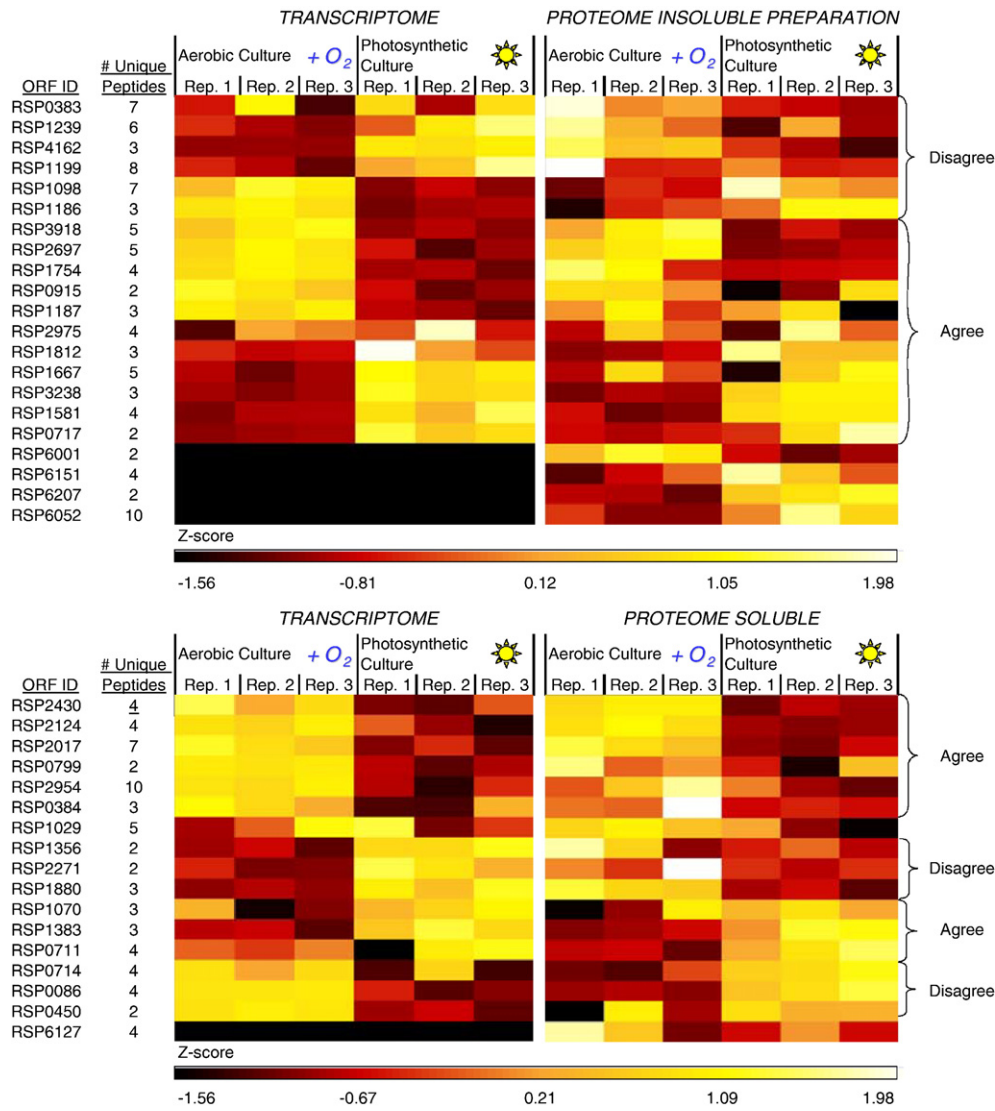 TRANSCRIPTOME PROTEOME INSOLUBLE PREPARATION
Aerobic Culture + O2 Photosynthetic Culture Aerobic Culture + O2 Photosynthetic Culture
ORF ID # Unique Peptides Rep. 1 Rep. 2 Rep. 3 Rep. 1 Rep. 2 Rep. 3 Rep. 1 Rep. 2 Rep. 3 Rep. 1 Rep. 2 Rep. 3
RSP0383 7
RSP1239 6
RSP4162 3
Disagree
RSP1199 8
RSP1098 7
RSP1186 3
RSP3918 5
RSP2697 5
RSP1754 4
RSP0915 2
RSP1187 3
RSP2975 4
Agree
RSP1812 3
RSP1667 5
RSP3238 3
RSP1581 4
RSP0717 2
RSP6001 2
RSP6151 4
RSP6207 2
RSP6052 10
Z-score
-1.56 -0.81 0.12 1.05 1.98
TRANSCRIPTOME PROTEOME SOLUBLE
Aerobic Culture + O2 Photosynthetic Culture Aerobic Culture + O2 Photosynthetic Culture
ORF ID # Unique Peptides Rep. 1 Rep. 2 Rep. 3 Rep. 1 Rep. 2 Rep. 3 Rep. 1 Rep. 2 Rep. 3 Rep. 1 Rep. 2 Rep. 3
RSP2430 4
RSP2124 4
RSP2017 7
Agree
RSP0799 2
RSP2954 10
RSP0384 3
RSP1029 5
RSP1356 2
RSP2271 2 Disagree
RSP1880 3
RSP1070 3
RSP1383 3 Agree
RSP0711 4
RSP0714 4
RSP0086 4 Disagree
RSP0450 2
RSP6127 4
Z-score
-1.56 -0.67 0.21 1.09 1.98